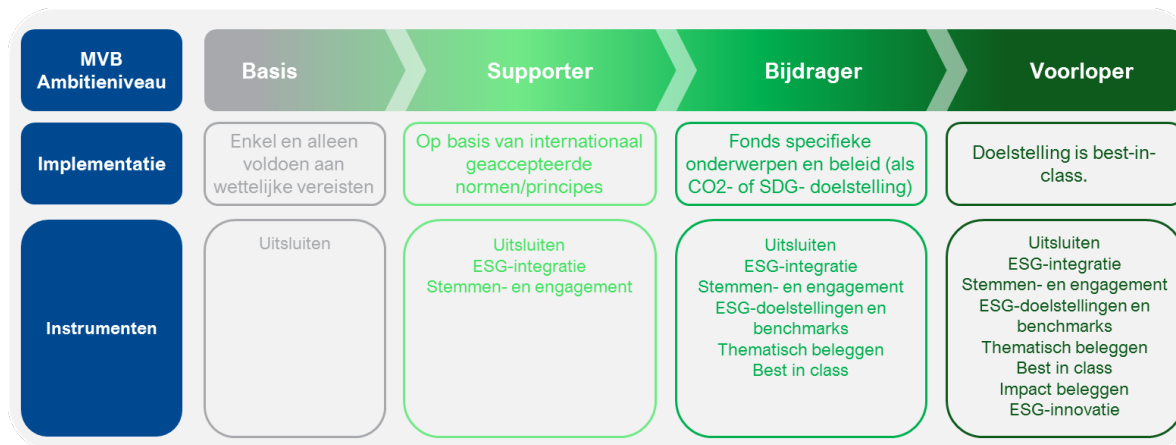 MVB
Ambitieniveau
Basis
Supporter
Bijdrager
Voorloper
Implementatie
Enkel en alleen
voldoen aan
wettelijke vereisten
Op basis van internationaal
geaccepteerde
normen/principes
Fonds specifieke
onderwerpen en beleid (als
CO2- of SDG- doelstelling)
Doelstelling is best-in-
class.
Instrumenten
Uitsluiten
Uitsluiten
ESG-integratie
Stemmen- en engagement
Uitsluiten
ESG-integratie
Stemmen- en engagement
ESG-doelstellingen en
benchmarks
Thematisch beleggen
Best in class
Uitsluiten
ESG-integratie
Stemmen- en engagement
ESG-doelstellingen en
benchmarks
Thematisch beleggen
Best in class
Impact beleggen
ESG-innovatie